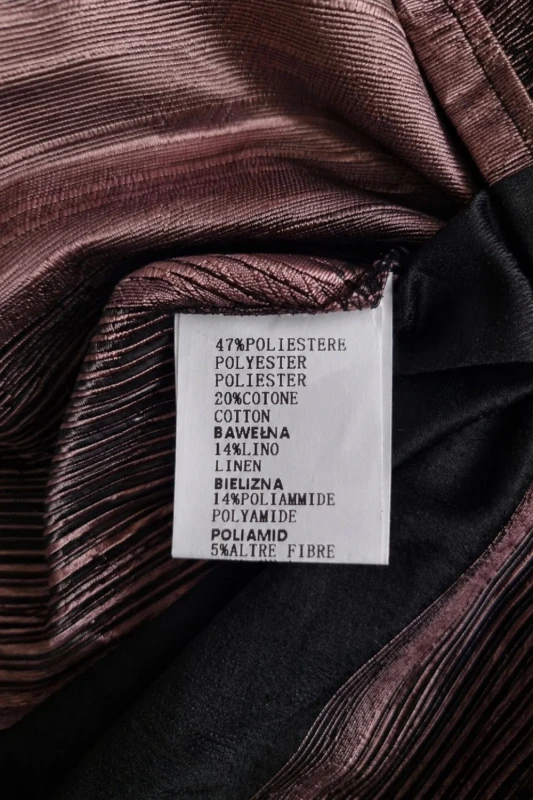 47%POLIESTERE
POLYESTER
POLIESTER
20%COTONE
COTTON
BAWEŁNA
14%LINO
LINEN
BIELIZNA
14%POLIAMMIDE
POLYAMIDE
POLIAMID
5%ALTRE FIBRE